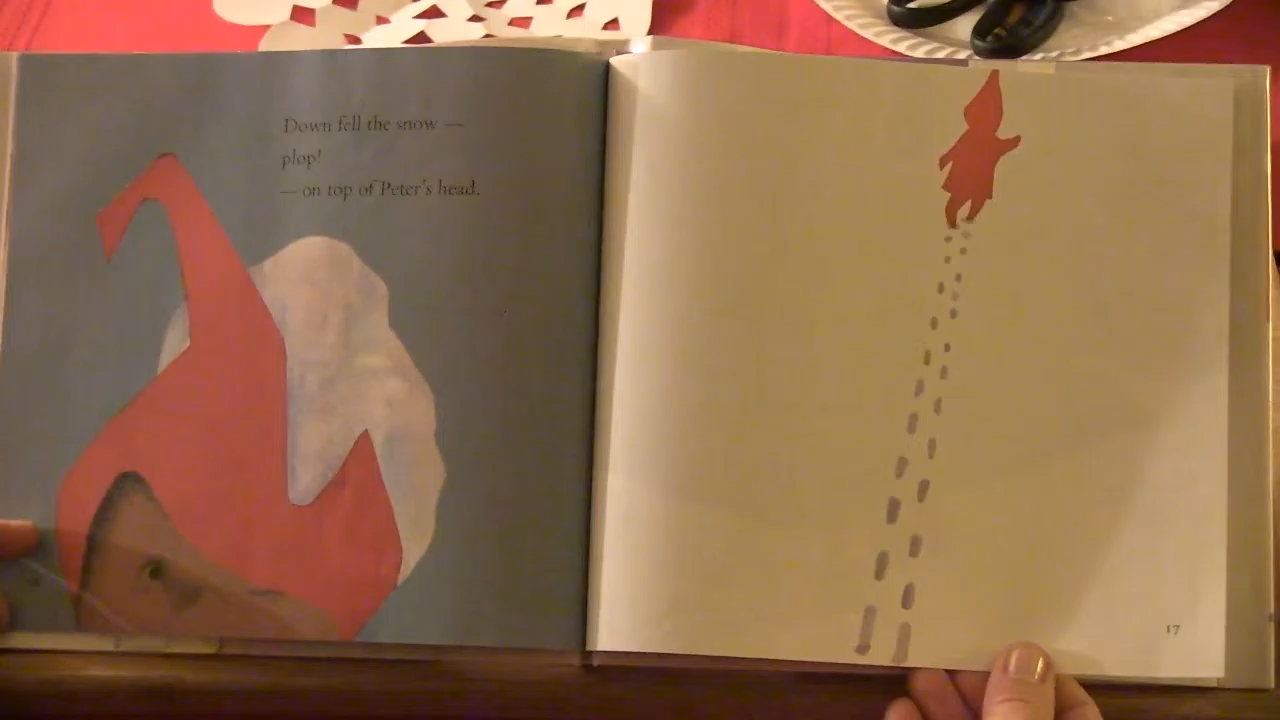 Down fell the snow —
plop!
— on top of Peter's head.
17